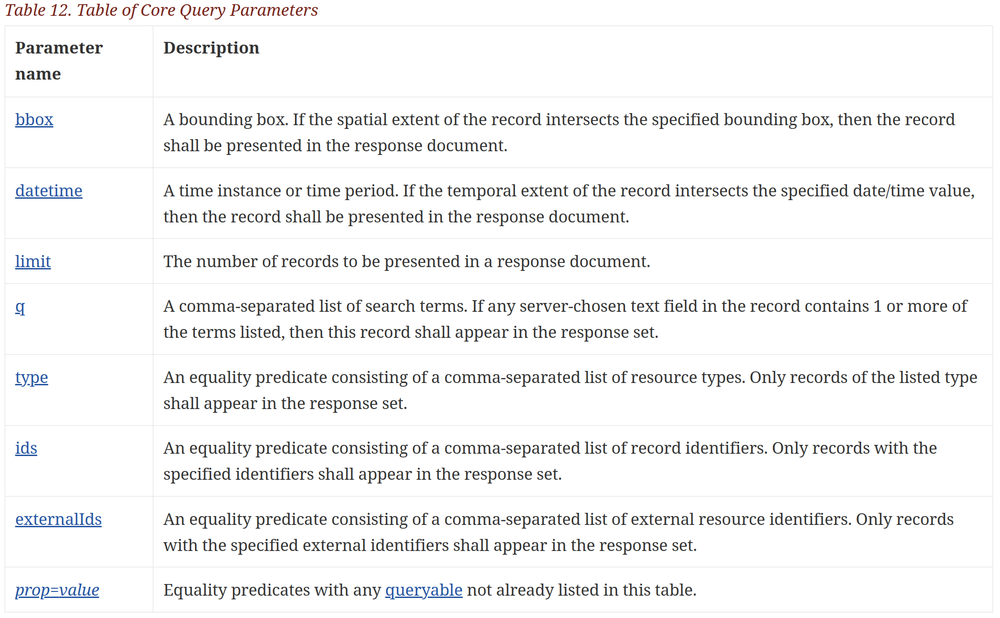 Table 12. Table of Core Query Parameters
Parameter name
Description
bbox
A bounding box. If the spatial extent of the record intersects the specified bounding box, then the record
shall be presented in the response document.
datetime
A time instance or time period. If the temporal extent of the record intersects the specified date/time value,
then the record shall be presented in the response document.
limit
The number of records to be presented in a response document.
q
A comma-separated list of search terms. If any server-chosen text field in the record contains 1 or more of
the terms listed, then this record shall appear in the response set.
type
An equality predicate consisting of a comma-separated list of resource types. Only records of the listed type
shall appear in the response set.
ids
An equality predicate consisting of a comma-separated list of record identifiers. Only records with the
specified identifiers shall appear in the response set.
externalIds
An equality predicate consisting of a comma-separated list of external resource identifiers. Only records
with the specified external identifiers shall appear in the response set.
prop=value
Equality predicates with any queryable not already listed in this table.